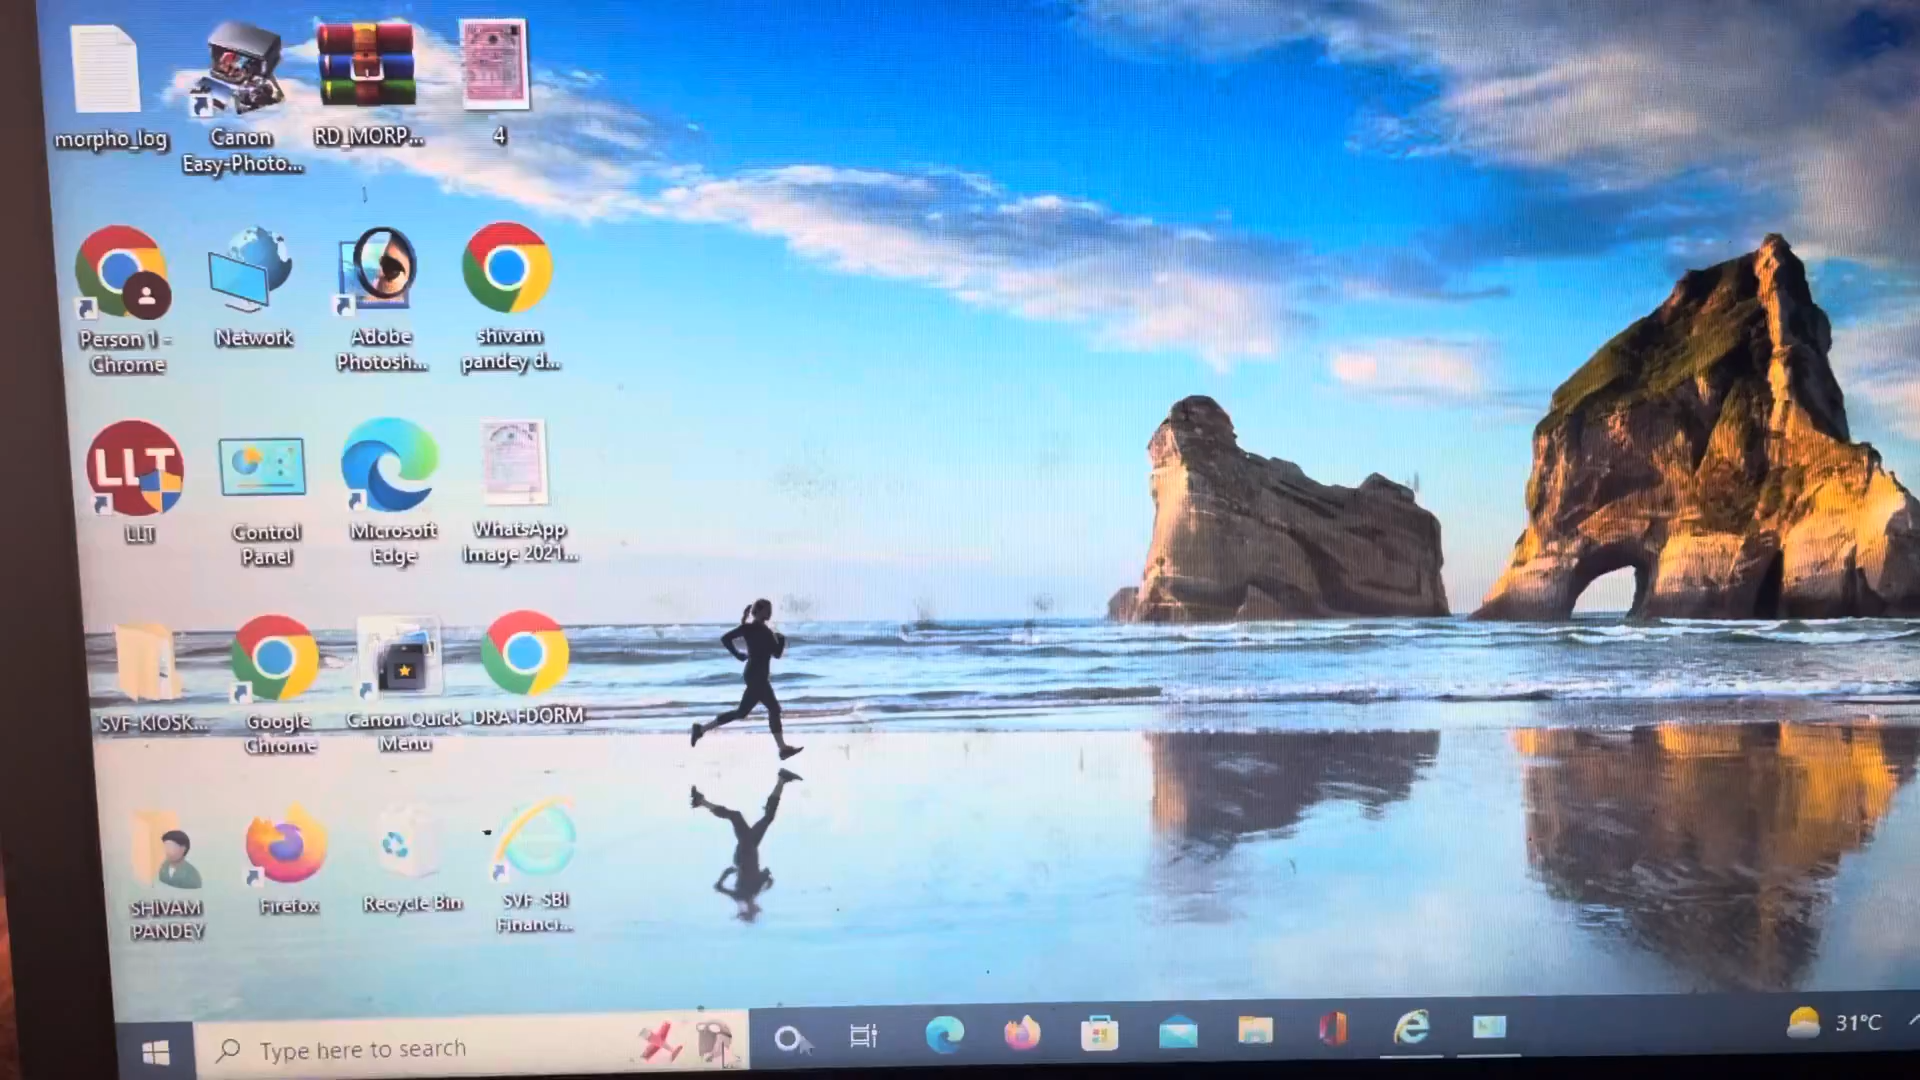 morpho_log
Canon
Easy-Photo...
RD_MORP...
4
Person 1 -
Chrome
Network
Adobe
Photosh...
shivam
pandey d...
LLT
LLT
Control
Panel
Microsoft
Edge
WhatsApp
Image 2021...
SVF-KIOSK...
Google
Chrome
Canon Quick
Menu
DRA FDORM
SHIVAM
PANDEY
Firefox
Recycle Bin
SVF-SBI
Financi...
Type here to search
31°C